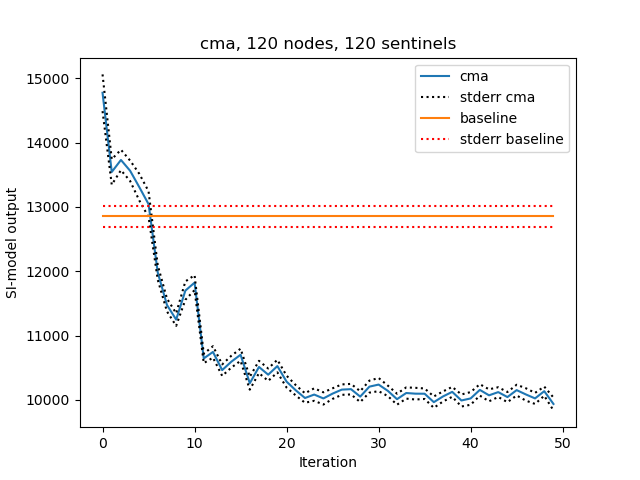 cma, 120 nodes, 120 sentinels
15000
14000
13000
12000
11000
10000
SI-model output
cma
stderr cma
baseline
stderr baseline
0
10
20
30
40
50
Iteration